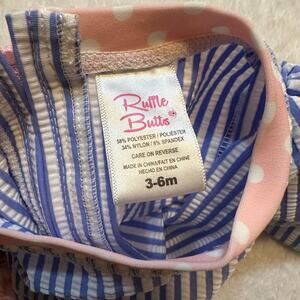 Ruffle
Butts
58% POLYESTER / POLIÉSTER
34% NYLON / 8% SPANDEX
CARE ON REVERSE
MADE IN CHINA/FAIT EN CHINE
HECHO EN CHINA
3-6m